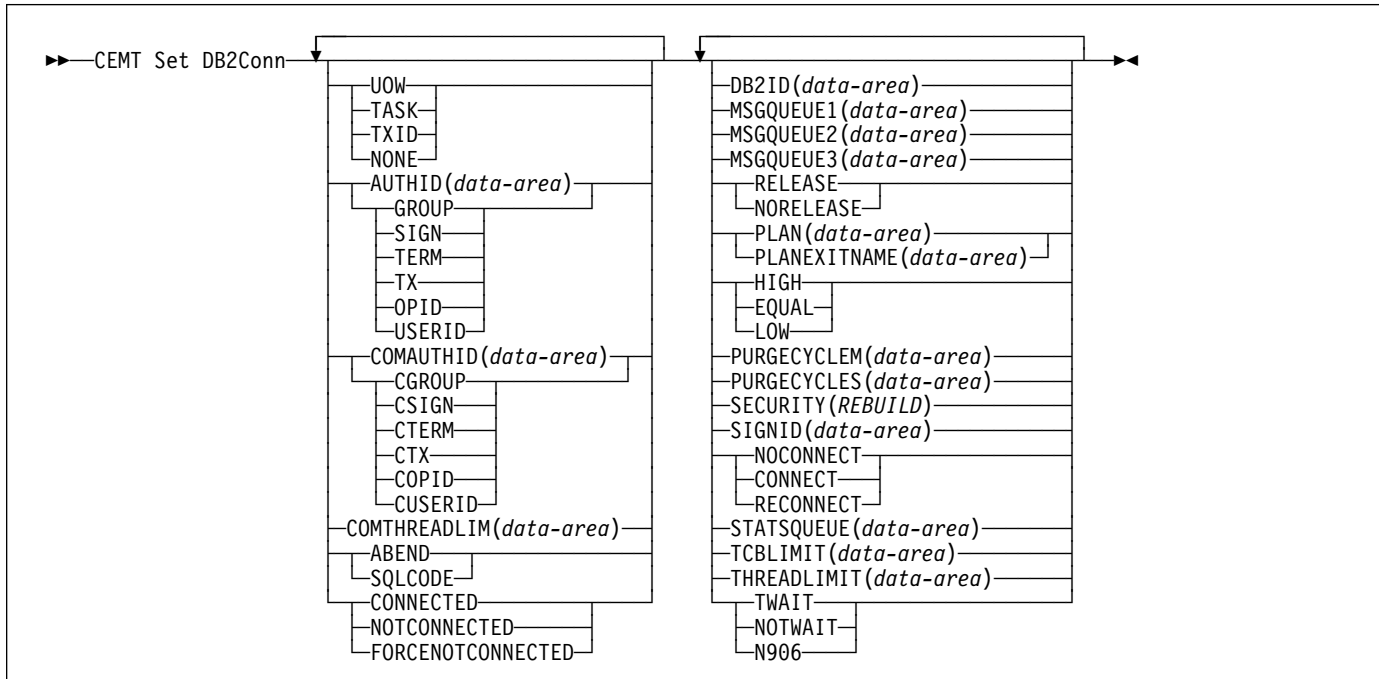 CEMT Set DB2Conn
UOW
TASK
TXID
NONE
AUTHID(data-area)
GROUP
SIGN
TERM
TX
OPID
USERID
COMAUTHID(data-area)
CGROUP
CSIGN
CTERM
CTX
COPID
CUSERID
COMTHREADLIM(data-area)
ABEND
SQLCODE
CONNECTED
NOTCONNECTED
FORCENOTCONNECTED
DB2ID(data-area)
MSGQUEUE1(data-area)
MSGQUEUE2(data-area)
MSGQUEUE3(data-area)
RELEASE
NORELEASE
PLAN(data-area)
PLANEXITNAME(data-area)
HIGH
EQUAL
LOW
PURGECYCLEM(data-area)
PURGECYCLES(data-area)
SECURITY(REBUILD)
SIGNID(data-area)
NOCONNECT
CONNECT
RECONNECT
STATSQUEUE(data-area)
TCBLIMIT(data-area)
THREADLIMIT(data-area)
TWAIT
NOTWAIT
N906